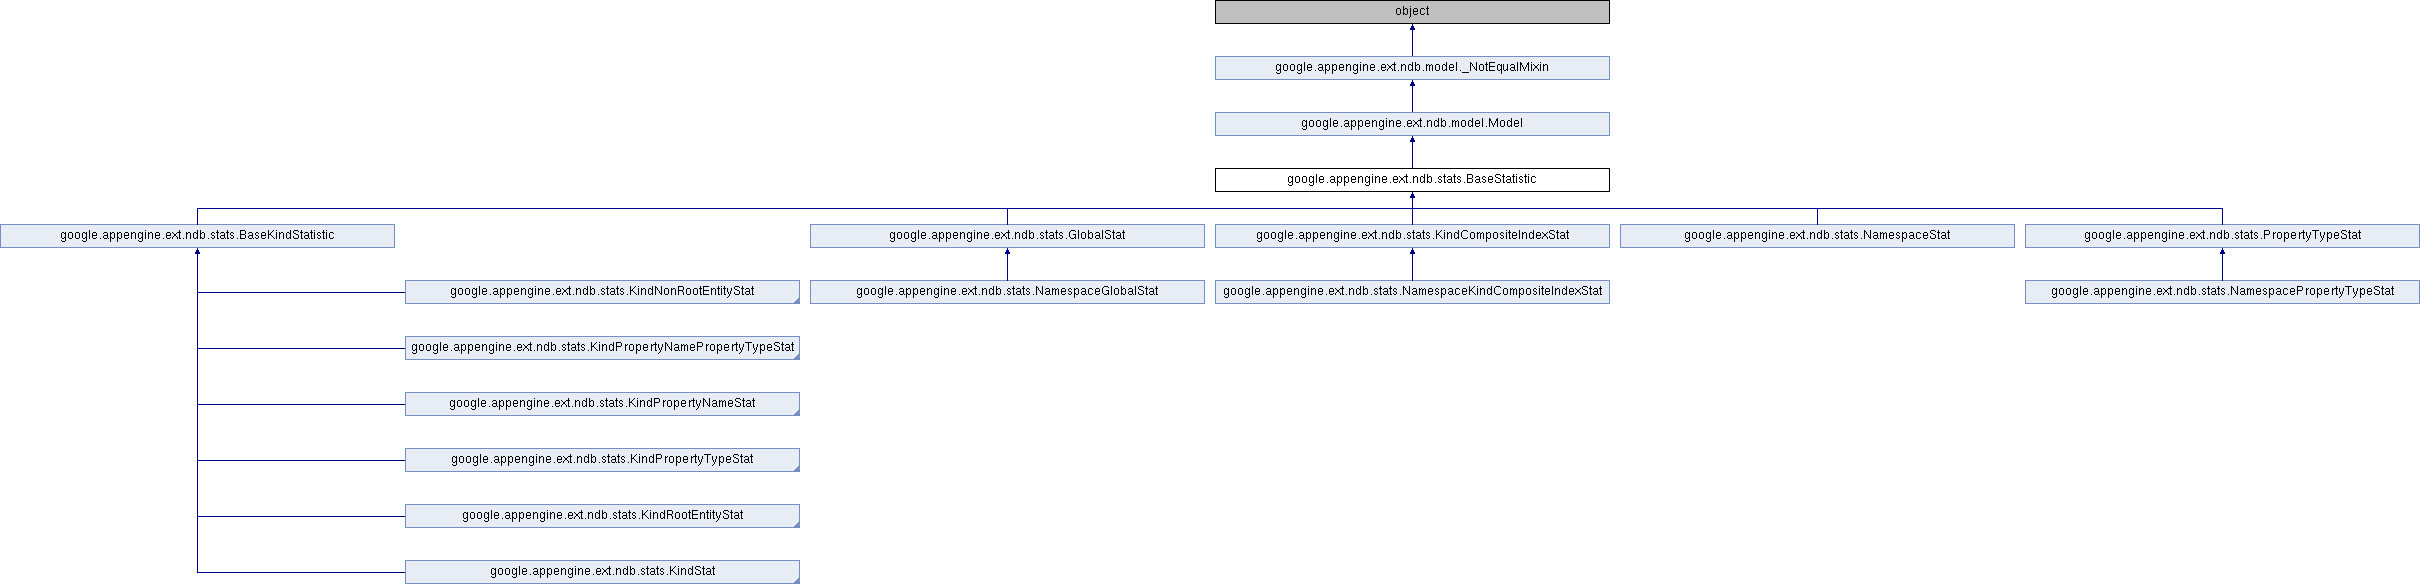 object
google.appengine.ext.ndb.model._NotEqualMixin
google.appengine.ext.ndb.model.Model
google.appengine.ext.ndb.stats.BaseStatistic
google.appengine.ext.ndb.stats.BaseKindStatistic
google.appengine.ext.ndb.stats.GlobalStat
google.appengine.ext.ndb.stats.KindCompositeIndexStat
google.appengine.ext.ndb.stats.NamespaceStat
google.appengine.ext.ndb.stats.PropertyTypeStat
google.appengine.ext.ndb.stats.KindNonRootEntityStat
google.appengine.ext.ndb.stats.NamespaceGlobalStat
google.appengine.ext.ndb.stats.NamespaceKindCompositeIndexStat
google.appengine.ext.ndb.stats.NamespacePropertyTypeStat
google.appengine.ext.ndb.stats.KindPropertyNamePropertyTypeStat
google.appengine.ext.ndb.stats.KindPropertyNameStat
google.appengine.ext.ndb.stats.KindPropertyTypeStat
google.appengine.ext.ndb.stats.KindRootEntityStat
google.appengine.ext.ndb.stats.KindStat